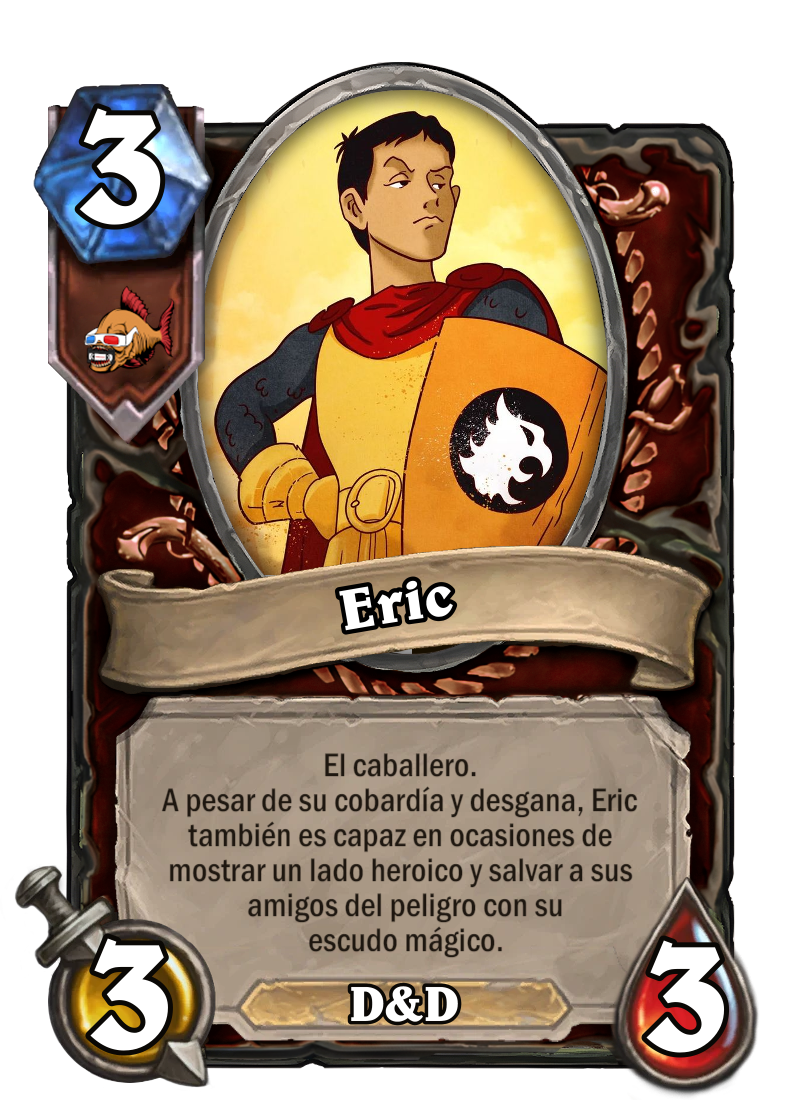 3
Eric
El caballero.
A pesar de su cobardía y desgana, Eric
también es capaz en ocasiones de
mostrar un lado heroico y salvar a sus
amigos del peligro con su
escudo mágico.
D&D
3
3